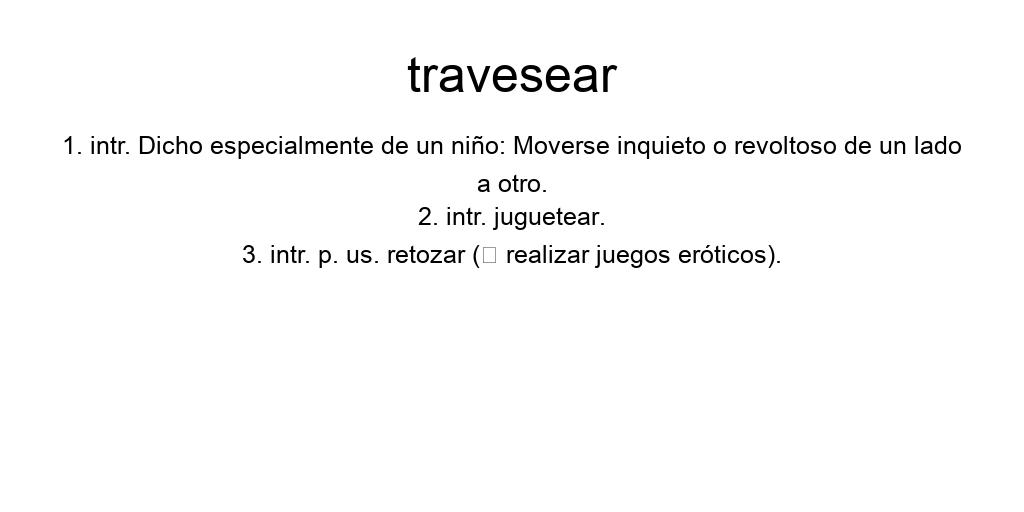 travesear
1. intr. Dicho especialmente de un niño: Moverse inquieto o revoltoso de un lado
a otro.
2. intr. juguetear.
3. intr. p. us. retozar (□ realizar juegos eróticos).